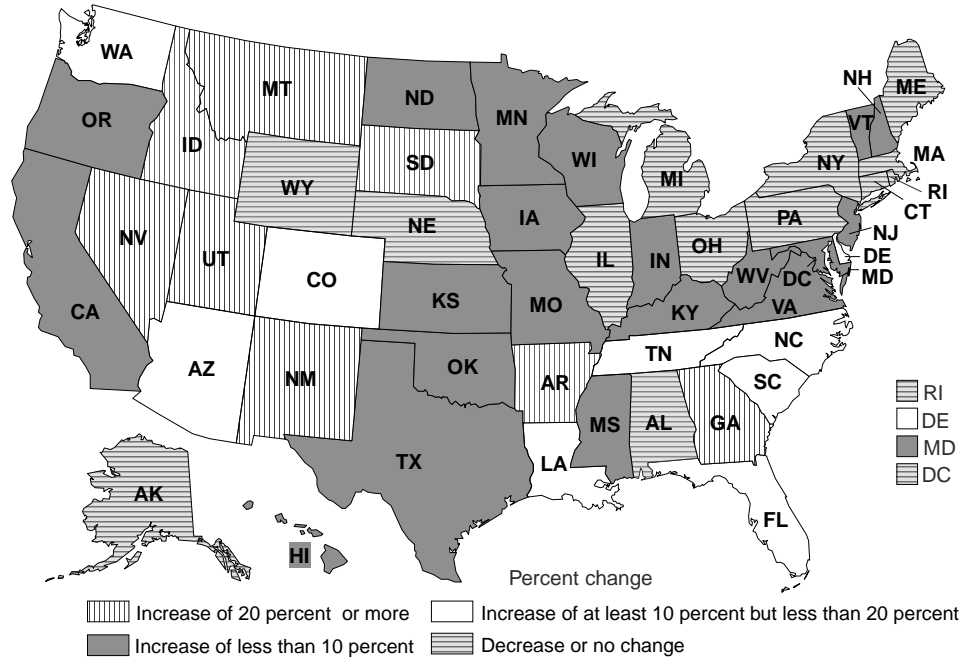 WA
MT
ND
MN
NH
ME
VT
OR
ID
SD
WI
MI
NY
MA
RI
CT
WY
IA
NE
PA
NJ
DE
MD
NV
UT
CO
IL
IN
OH
WV
DC
VA
CA
KS
MO
KY
AZ
NM
OK
AR
TN
NC
SC
MS
AL
GA
TX
LA
FL
AK
HI
RI
DE
MD
DC
Percent change
Increase of 20 percent or more
Increase of at least 10 percent but less than 20 percent
Increase of less than 10 percent
Decrease or no change